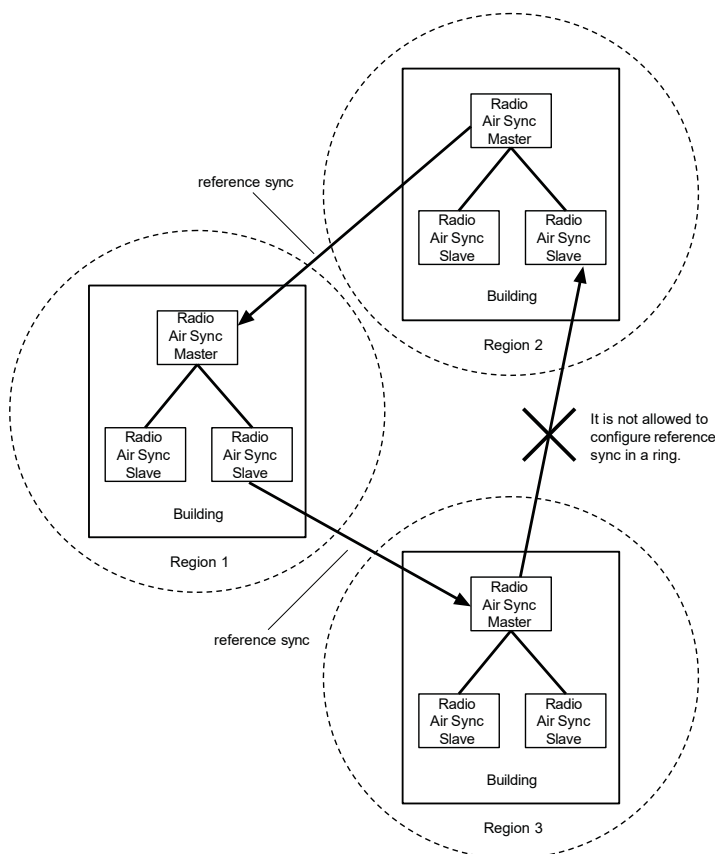 Radio
Air Sync
Master
reference sync
Radio
Air Sync
Slave
Radio
Air Sync
Slave
Building
Region 2
Radio
Air Sync
Master
Radio
Air Sync
Slave
Radio
Air Sync
Slave
Building
Region 1
It is not allowed to
configure reference
sync in a ring.
reference sync
Radio
Air Sync
Master
Radio
Air Sync
Slave
Radio
Air Sync
Slave
Building
Region 3